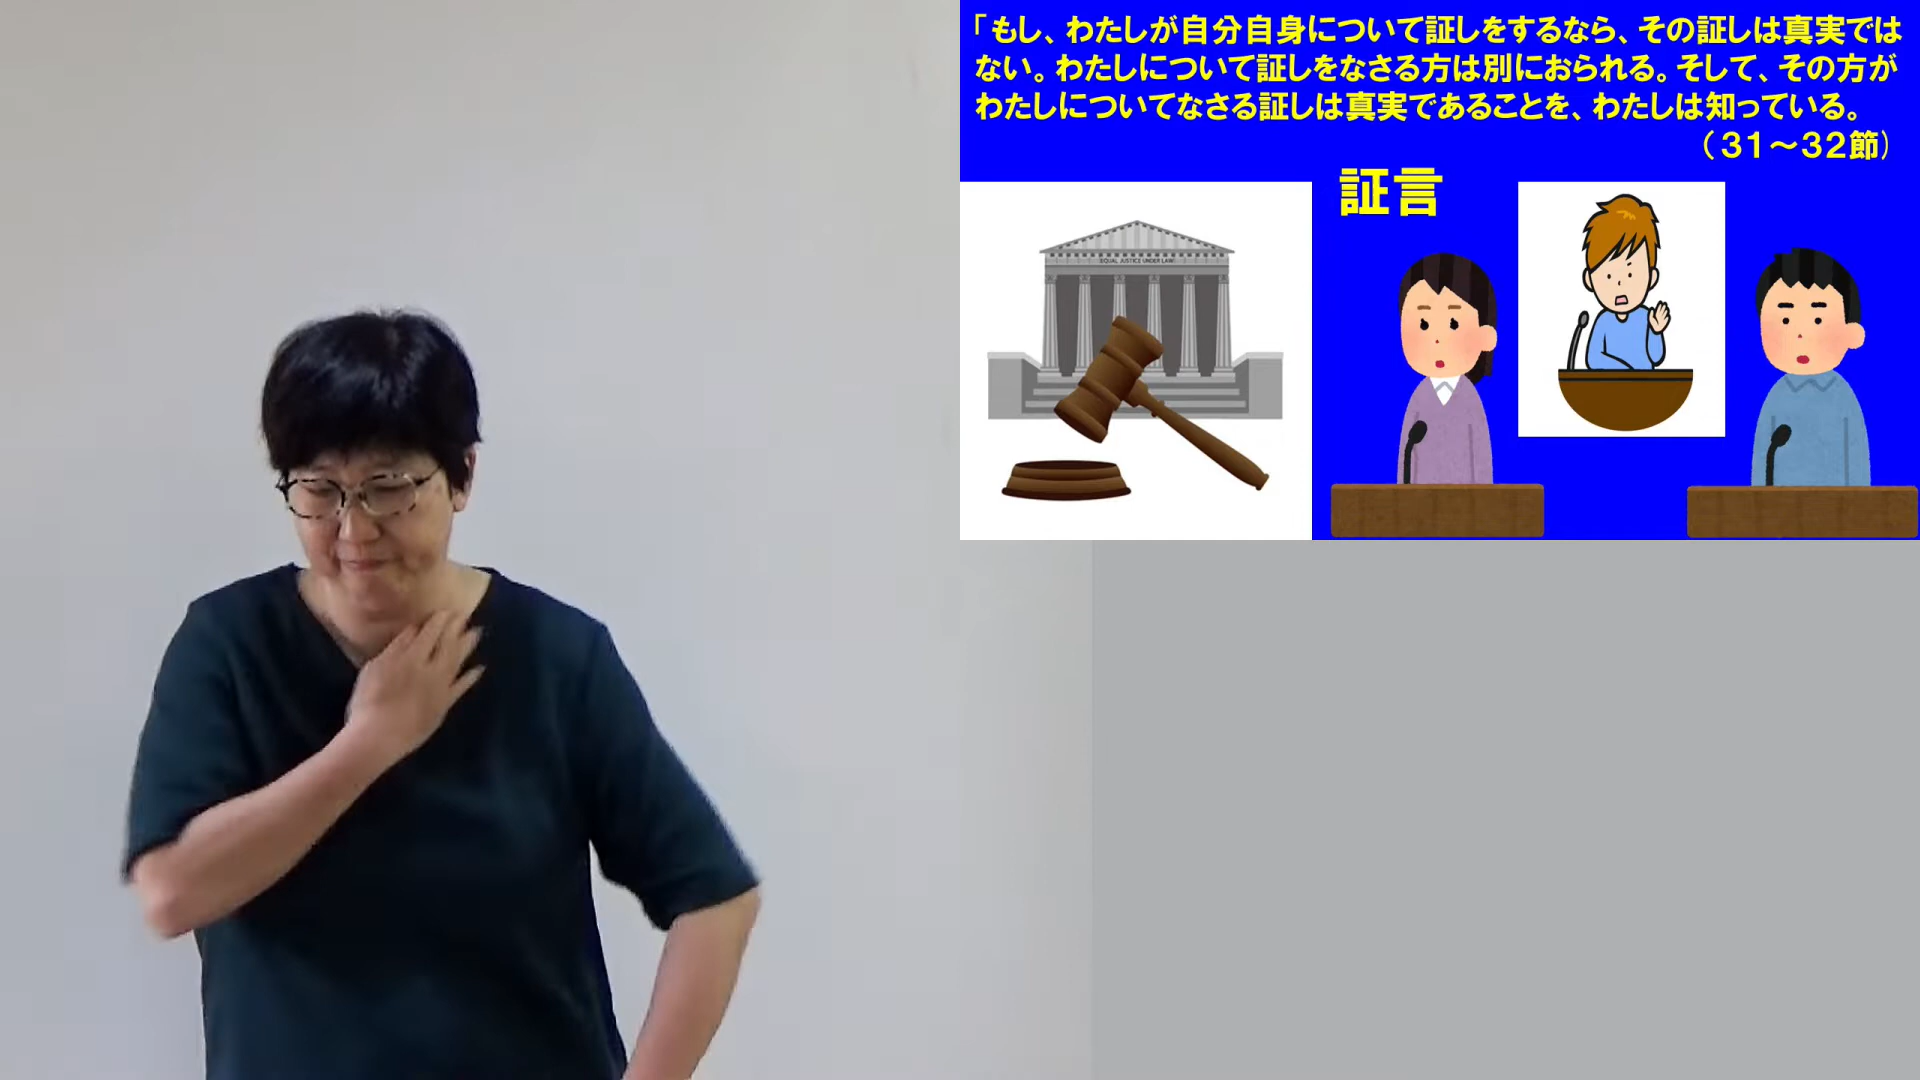 「もし、わたしが自分自身について証しをするなら、その証しは真実では
ない。わたしについて証しをなさる方は別におられる。そして、その方が
わたしについてなさる証しは真実であることを、わたしは知っている。
（３１～３２節）
証言
EQUAL JUSTICE UNDER LAW